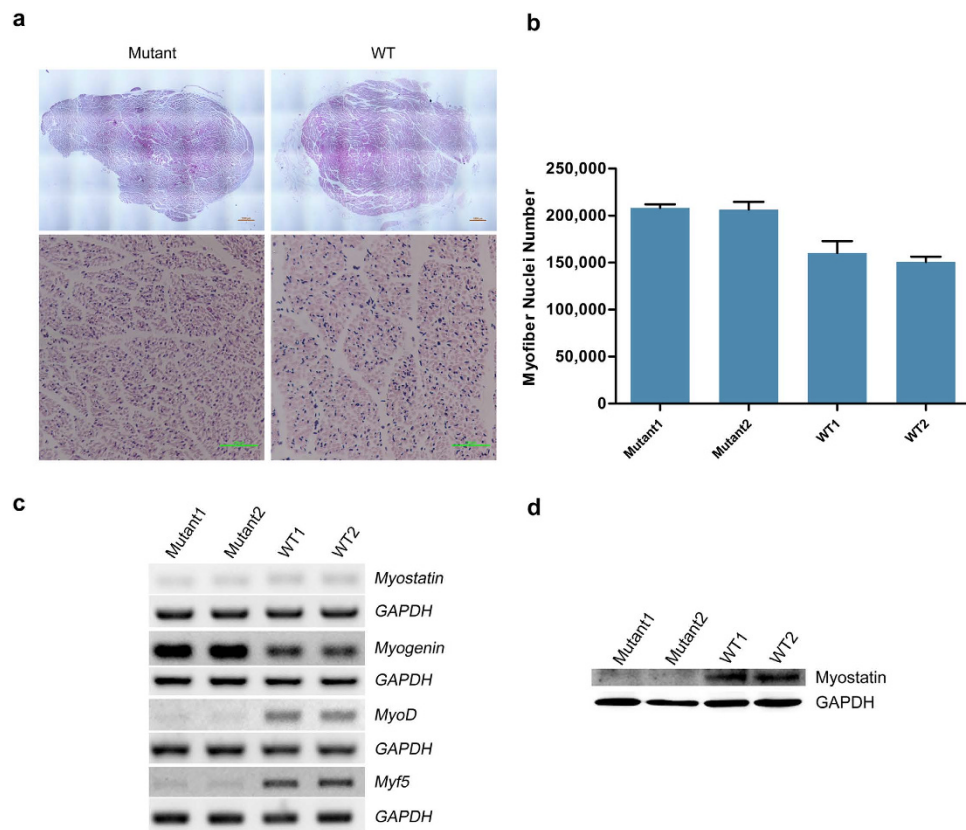 a
Mutant WT
b
Myofiber Nuclei Number
250,000
200,000
150,000
100,000
50,000
0
Mutant1 Mutant2 WT1 WT2
c
Mutant1 Mutant2 WT1 WT2
Myostatin
GAPDH
Myogenin
GAPDH
MyoD
GAPDH
Myf5
GAPDH
d
Mutant1 Mutant2 WT1 WT2
Myostatin
GAPDH